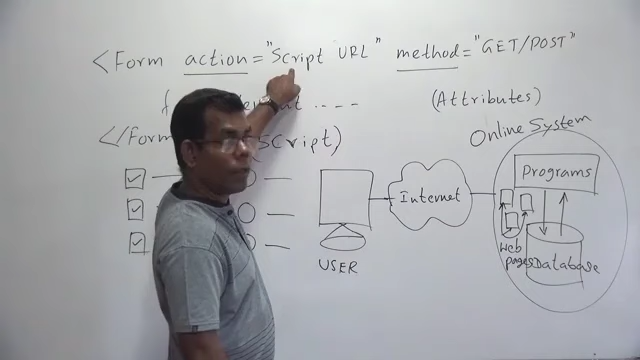 <Form action="Script URL" method="GET/POST"
---- (Attributes)
</Form Script)
Online System
Programs
Internet
Web pages
Database
USER